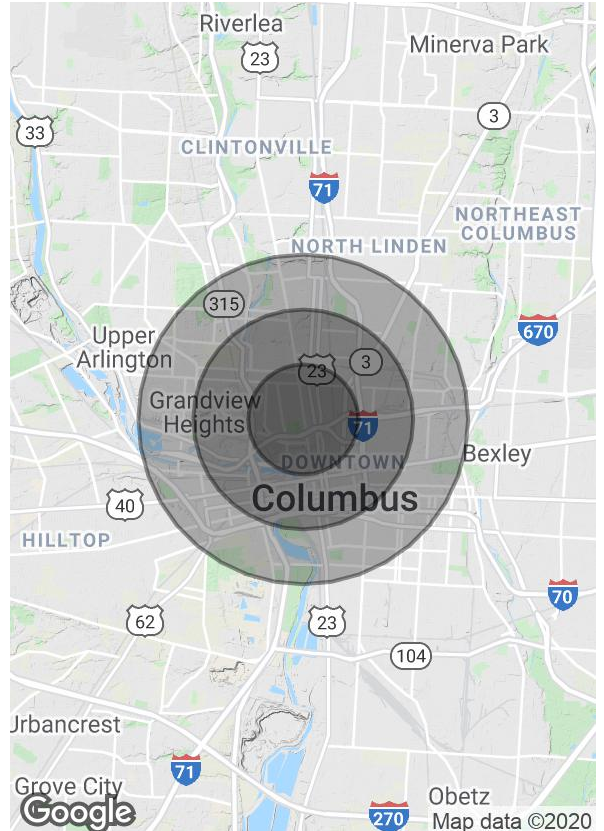 Riverlea
23
Minerva Park
3
33
CLINTONVILLE
71
NORTHEAST
COLUMBUS
NORTH LINDEN
315
670
Upper
Arlington
3
23
Grandview
Heights
71
Bexley
DOWNTOWN
Columbus
40
HILLTOP
70
62
23
104
Urbancrest
71
Grove City
Obetz
Google
270
Map data ©2020